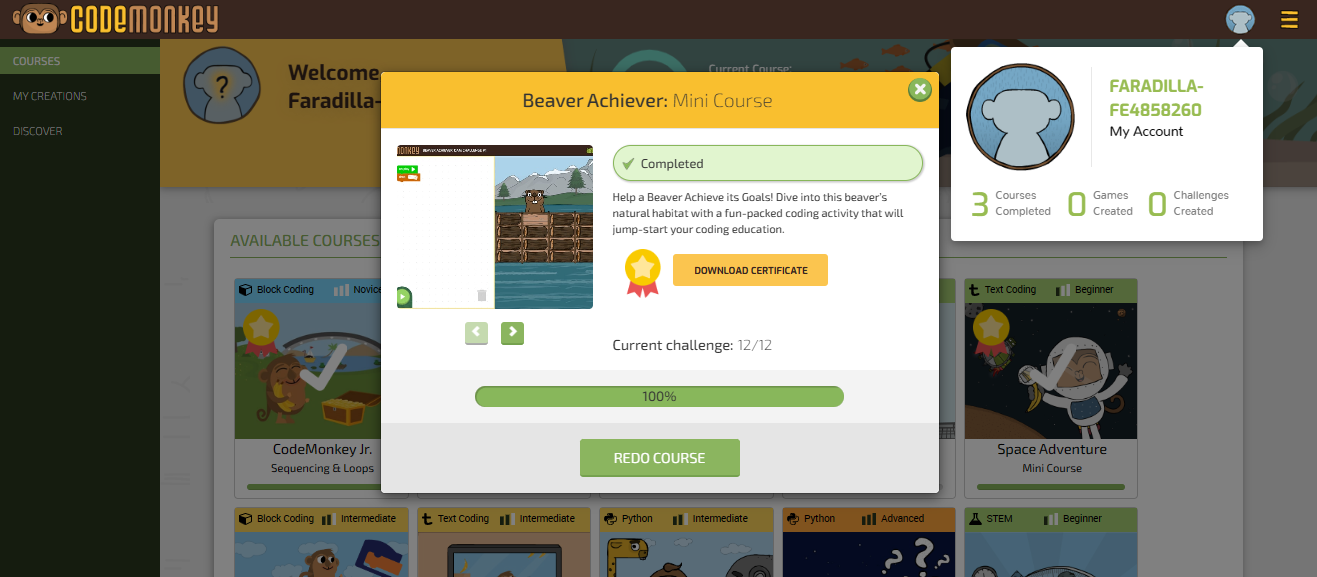 CODEMONKEY
COURSES
MY CREATIONS
DISCOVER
Welcome
Faradilla-
Current Course:
FARADILLA-
FE4858260
My Account
3 Courses Completed
0 Games Created
0 Challenges Created
Beaver Achiever: Mini Course
Completed
Help a Beaver Achieve its Goals! Dive into this beaver's
natural habitat with a fun-packed coding activity that will
jump-start your coding education.
DOWNLOAD CERTIFICATE
Current challenge: 12/12
100%
REDO COURSE
AVAILABLE COURSES
Block Coding Novice
CodeMonkey Jr.
Sequencing & Loops
Text Coding Beginner
Space Adventure
Mini Course
Block Coding Intermediate
Text Coding Intermediate
Python Intermediate
Python Advanced
STEM Beginner